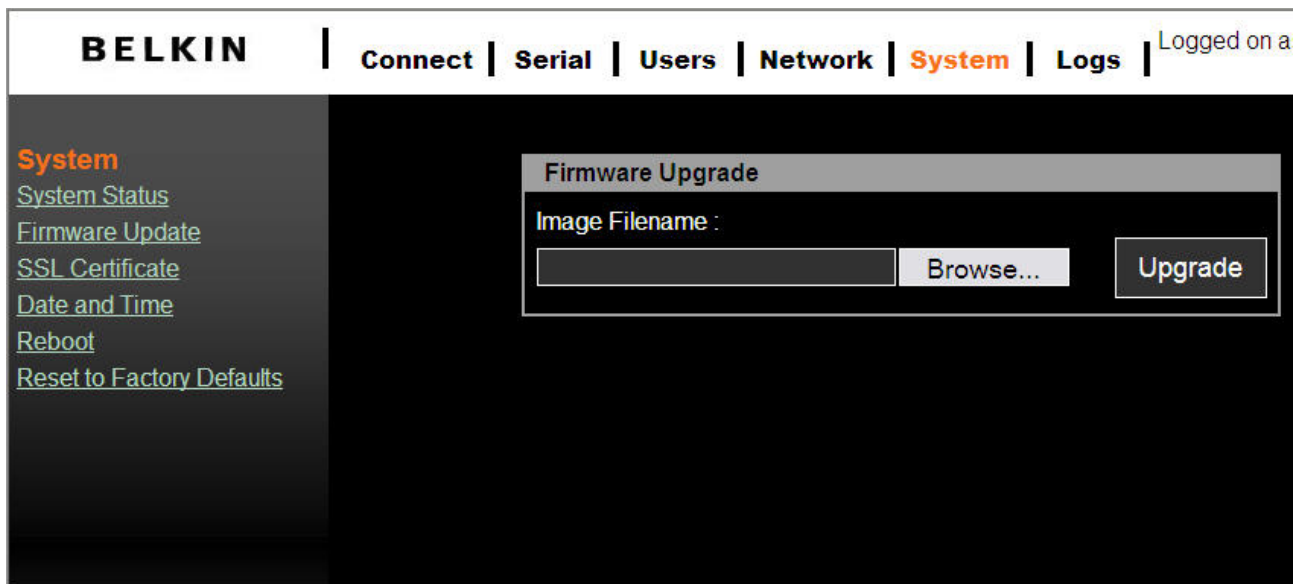 BELKIN
Connect | Serial | Users | Network | System | Logs | Logged on a
System
System Status
Firmware Update
SSL Certificate
Date and Time
Reboot
Reset to Factory Defaults
Firmware Upgrade
Image Filename :
Browse...
Upgrade